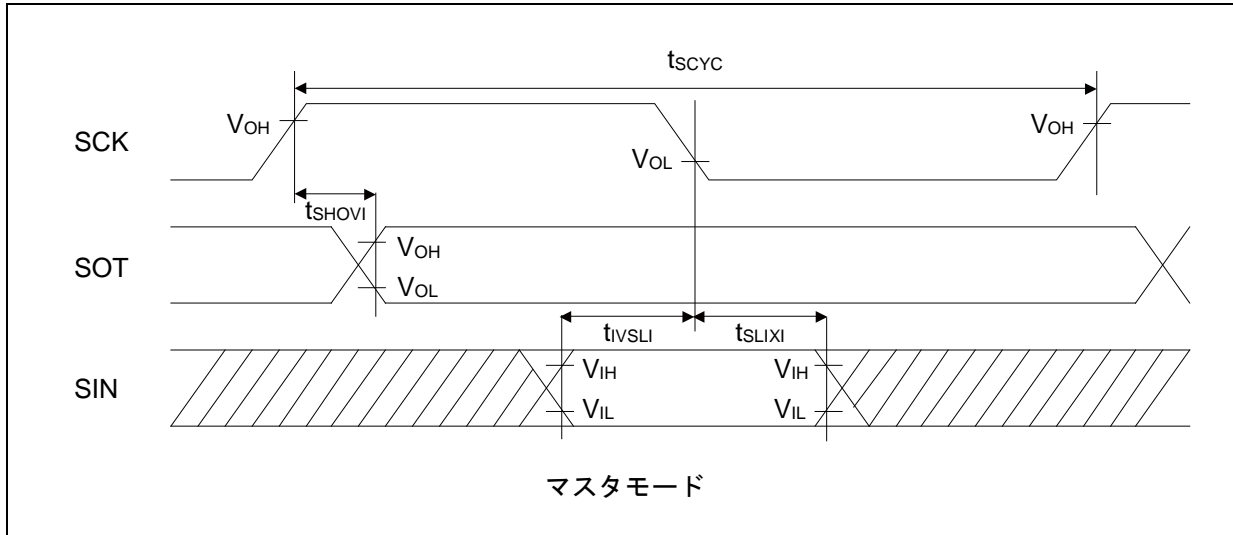 tSCYC
SCK
VOH
VOL
VOH
tSHOVI
SOT
VOH
VOL
tIVSLI
tSLIXI
SIN
VIH
VIL
VIH
VIL
マスタモード